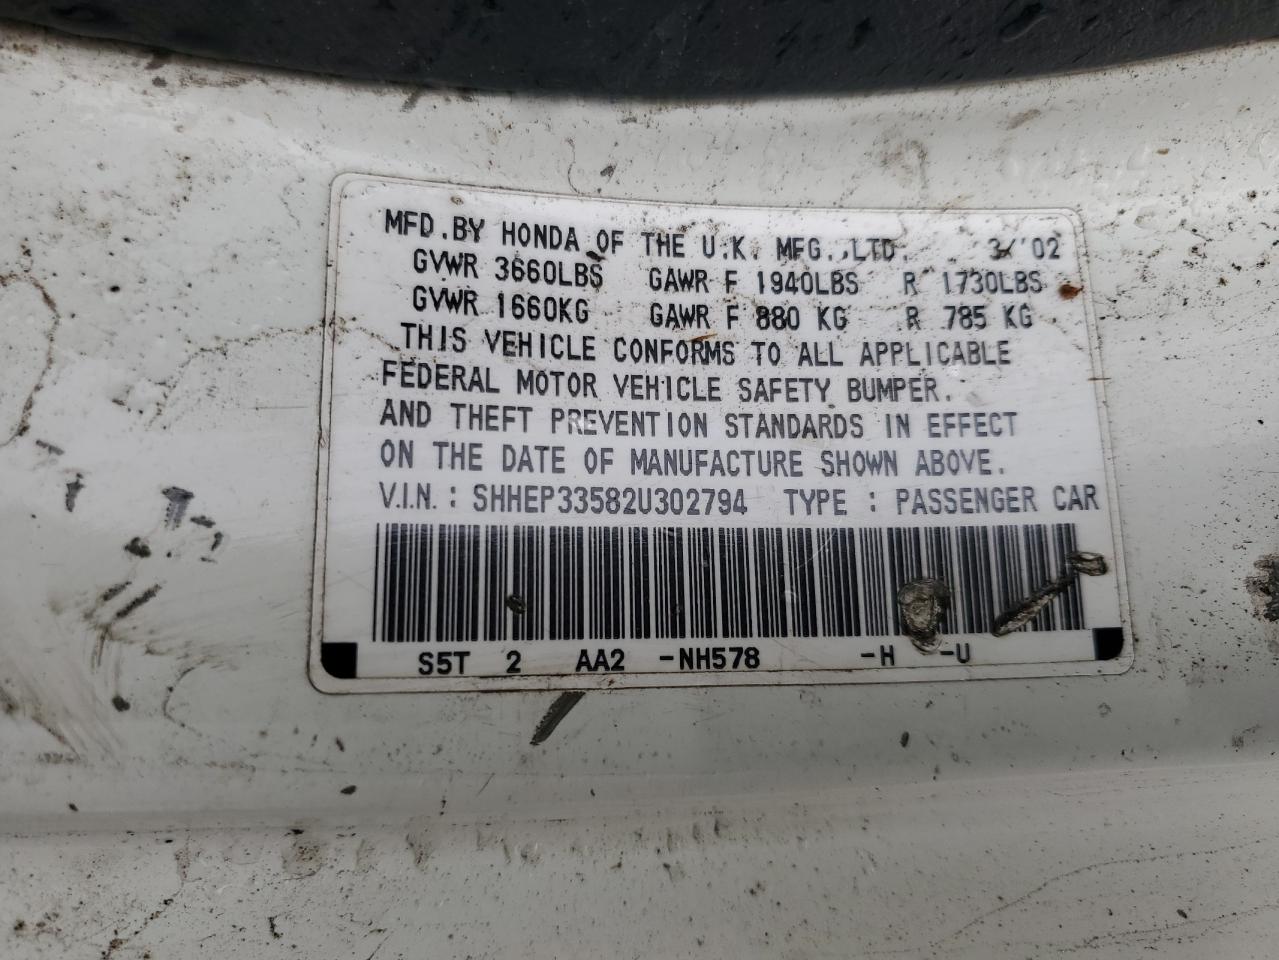 MFD.BY HONDA OF THE U.K. MFG.,LTD. 3/'02
GVWR 3660LBS GAWR F 1940LBS R 1730LBS
GVWR 1660KG GAWR F 880 KG R 785 KG
THIS VEHICLE CONFORMS TO ALL APPLICABLE
FEDERAL MOTOR VEHICLE SAFETY BUMPER.
AND THEFT PREVENTION STANDARDS IN EFFECT
ON THE DATE OF MANUFACTURE SHOWN ABOVE.
V.I.N. : SHHEP33582U302794 TYPE : PASSENGER CAR
S5T 2 AA2 -NH578 -H -U